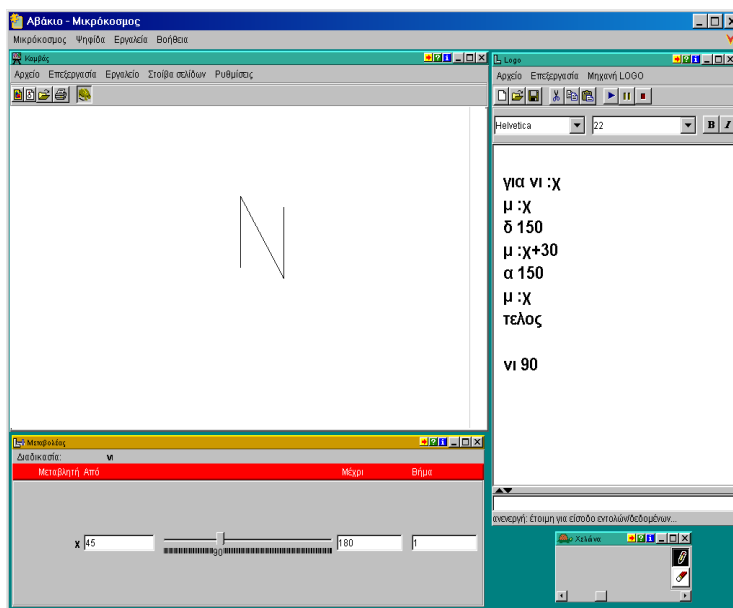 Αβάκιο - Μικρόκοσμος
Μικρόκοσμος Ψηφίδα Εργαλεία Βοήθεια
Καμβάς
Αρχείο Επεξεργασία Εργαλείο Στοίβα σελίδων Ρυθμίσεις
Logo
Αρχείο Επεξεργασία Μηχανή LOGO
Helvetica 22 B I
για νι :χ
μ :χ
δ 150
μ :χ+30
α 150
μ :χ
τελος
νι 90
ανενεργή: έτοιμη για είσοδο εντολών/δεδομένων...
Μεταβολέας
Διαδικασία: νι
Μεταβλητή Από Μέχρι Βήμα
χ 45 90 180 1
Χελώνα